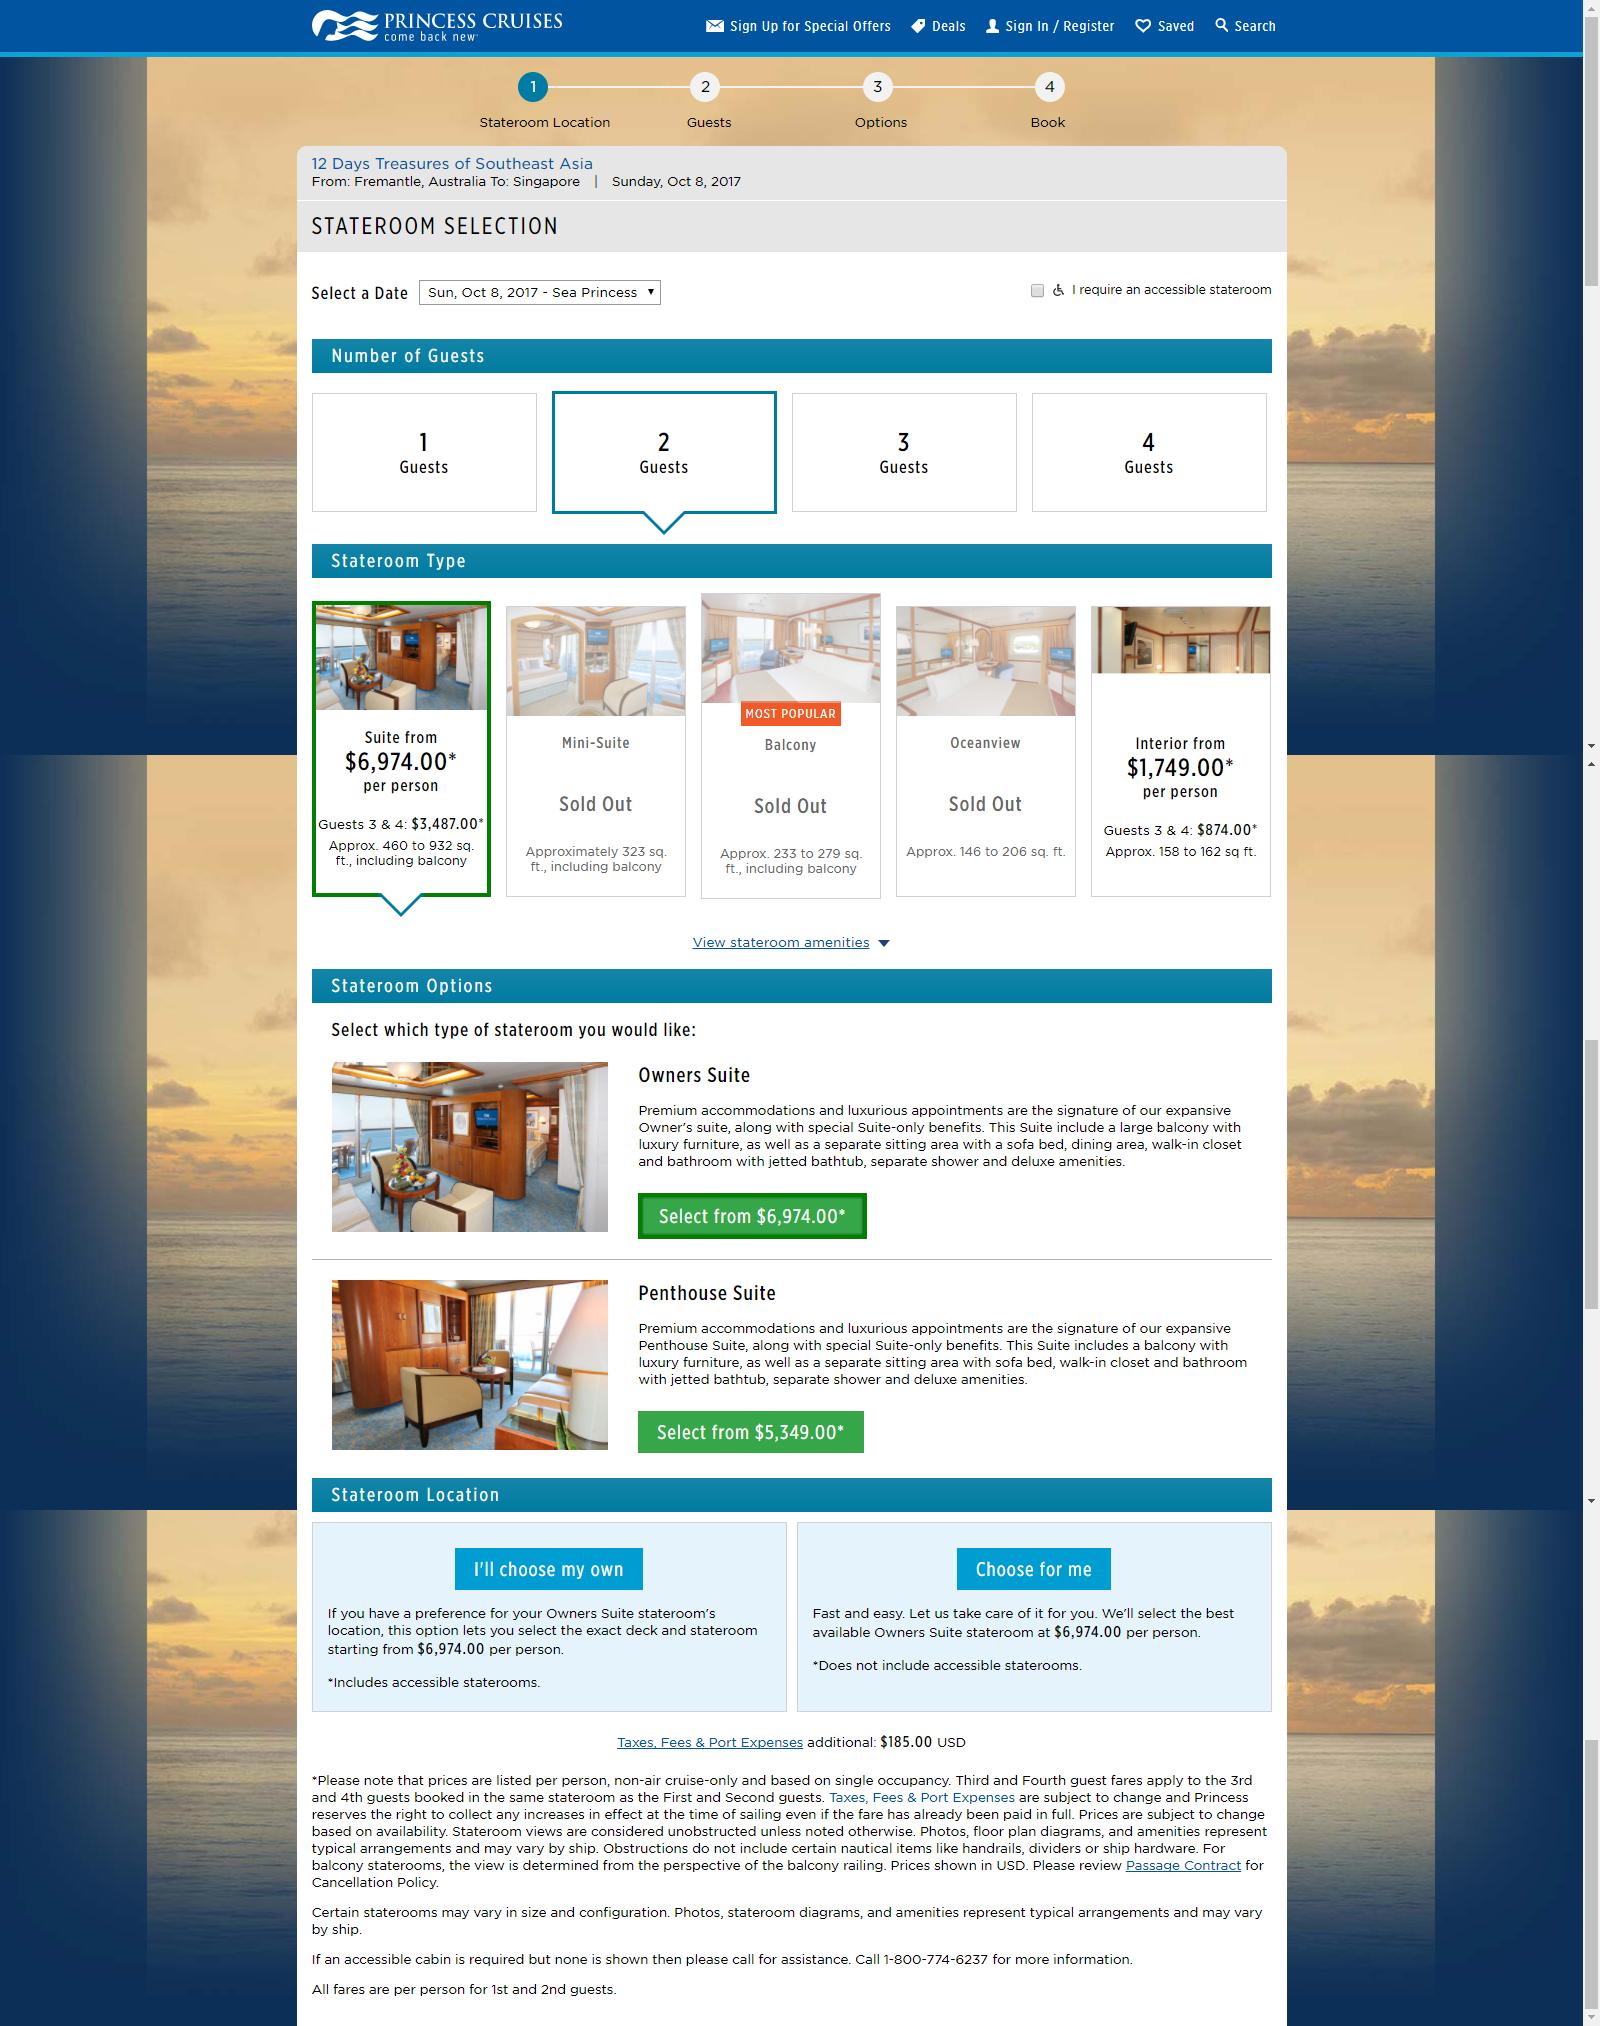 PRINCESS CRUISES
come back new
Sign Up for Special Offers
Deals
Sign In / Register
Saved
Search
1
2
3
4
Stateroom Location
Guests
Options
Book
12 Days Treasures of Southeast Asia
From: Fremantle, Australia To: Singapore | Sunday, Oct 8, 2017
STATEROOM SELECTION
Select a Date
Sun, Oct 8, 2017 - Sea Princess
I require an accessible stateroom
Number of Guests
1
Guests
2
Guests
3
Guests
4
Guests
Stateroom Type
Suite from
$6,974.00*
per person
Guests 3 & 4: $3,487.00*
Approx. 460 to 932 sq.
ft., including balcony
Mini-Suite
Sold Out
Approximately 323 sq.
ft., including balcony
MOST POPULAR
Balcony
Sold Out
Approx. 233 to 279 sq.
ft., including balcony
Oceanview
Sold Out
Approx. 146 to 206 sq. ft.
Interior from
$1,749.00*
per person
Guests 3 & 4: $874.00*
Approx. 158 to 162 sq ft.
View stateroom amenities
Stateroom Options
Select which type of stateroom you would like:
Owners Suite
Premium accommodations and luxurious appointments are the signature of our expansive
Owner's suite, along with special Suite-only benefits. This Suite include a large balcony with
luxury furniture, as well as a separate sitting area with a sofa bed, dining area, walk-in closet
and bathroom with jetted bathtub, separate shower and deluxe amenities.
Select from $6,974.00*
Penthouse Suite
Premium accommodations and luxurious appointments are the signature of our expansive
Penthouse Suite, along with special Suite-only benefits. This Suite includes a balcony with
luxury furniture, as well as a separate sitting area with sofa bed, walk-in closet and bathroom
with jetted bathtub, separate shower and deluxe amenities.
Select from $5,349.00*
Stateroom Location
I'll choose my own
If you have a preference for your Owners Suite stateroom's
location, this option lets you select the exact deck and stateroom
starting from $6,974.00 per person.
*Includes accessible staterooms.
Choose for me
Fast and easy. Let us take care of it for you. We'll select the best
available Owners Suite stateroom at $6,974.00 per person.
*Does not include accessible staterooms.
Taxes, Fees & Port Expenses additional: $185.00 USD
*Please note that prices are listed per person, non-air cruise-only and based on single occupancy. Third and Fourth guest fares apply to the 3rd
and 4th guests booked in the same stateroom as the First and Second guests. Taxes, Fees & Port Expenses are subject to change and Princess
reserves the right to collect any increases in effect at the time of sailing even if the fare has already been paid in full. Prices are subject to change
based on availability. Stateroom views are considered unobstructed unless noted otherwise. Photos, floor plan diagrams, and amenities represent
typical arrangements and may vary by ship. Obstructions do not include certain nautical items like handrails, dividers or ship hardware. For
balcony staterooms, the view is determined from the perspective of the balcony railing. Prices shown in USD. Please review Passage Contract for
Cancellation Policy.
Certain staterooms may vary in size and configuration. Photos, stateroom diagrams, and amenities represent typical arrangements and may vary
by ship.
If an accessible cabin is required but none is shown then please call for assistance. Call 1-800-774-6237 for more information.
All fares are per person for 1st and 2nd guests.